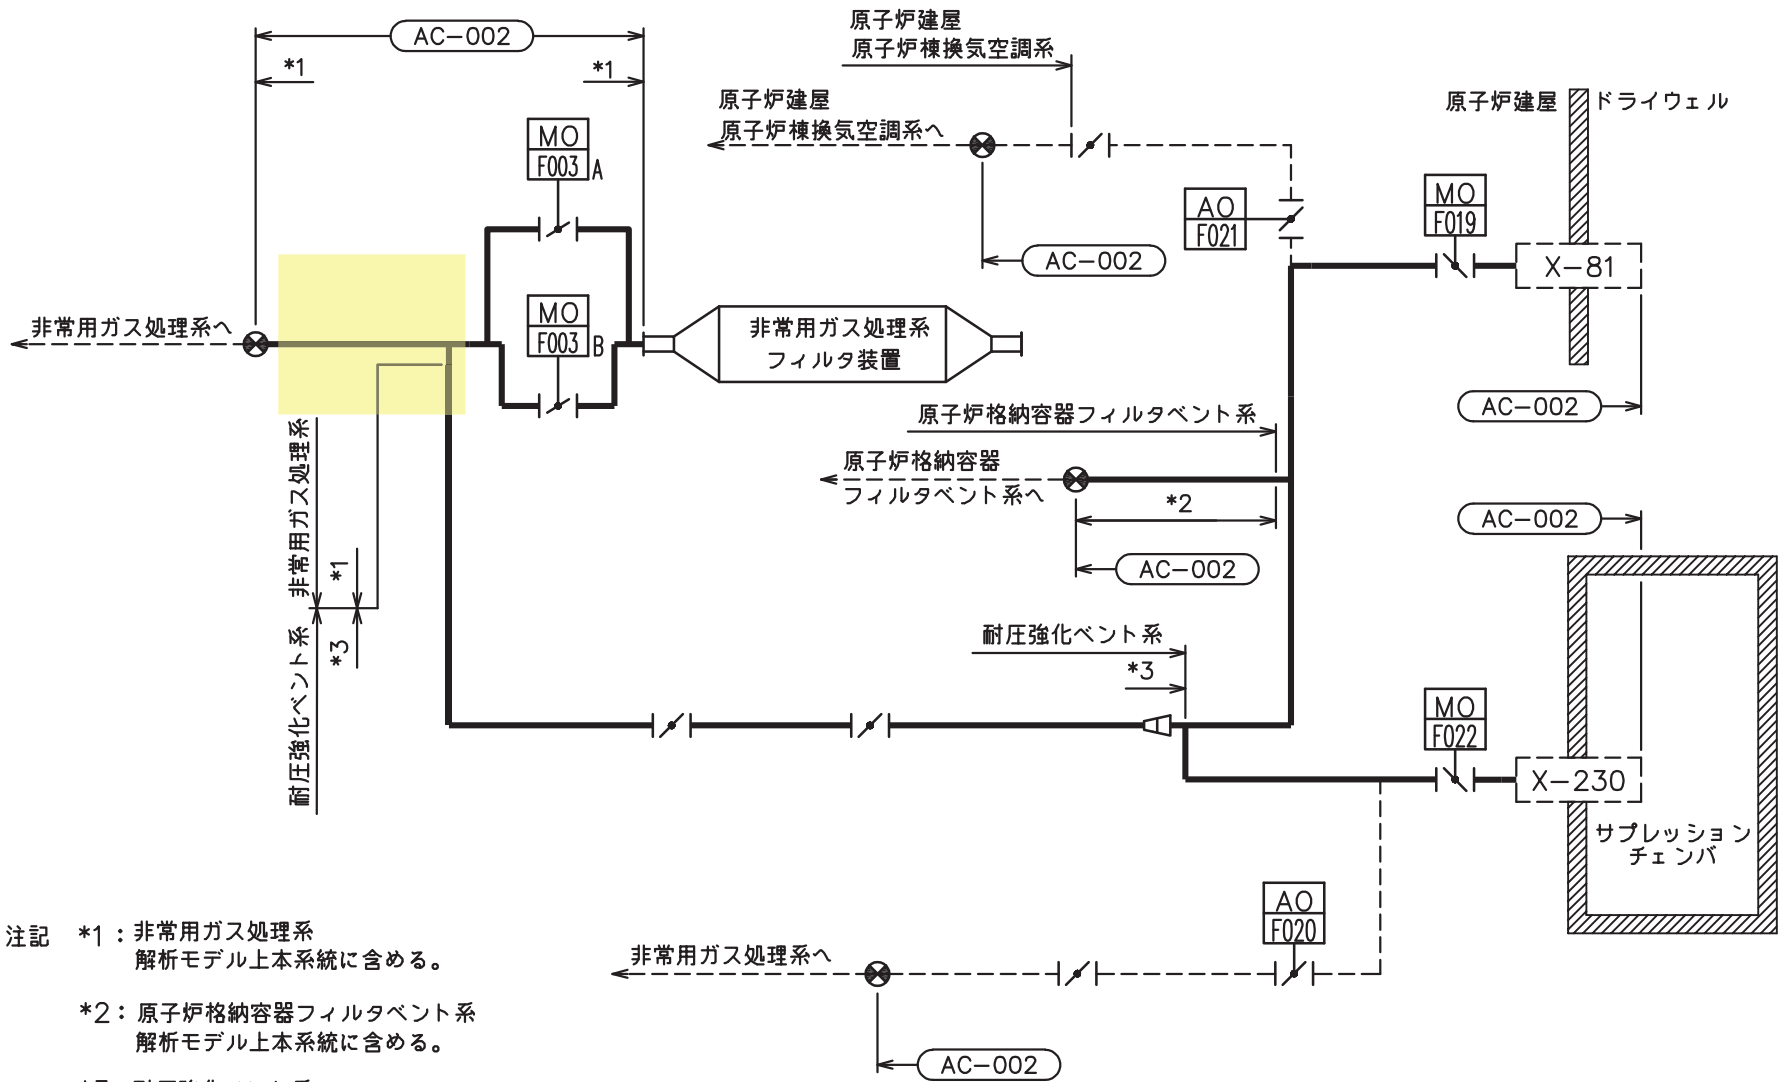 AC-002
*1
*1
原子炉建屋
原子炉棟換気空調系
原子炉建屋
原子炉棟換気空調系へ
原子炉建屋
ドライウェル
MO
F003
A
AO
F021
MO
F019
AC-002
X-81
非常用ガス処理系へ
MO
F003
B
非常用ガス処理系
フィルタ装置
AC-002
原子炉格納容器フィルタベント系
原子炉格納容器
フィルタベント系へ
*2
AC-002
AC-002
非常用ガス処理系
*1
耐圧強化ベント系
*3
耐圧強化ベント系
*3
MO
F022
X-230
サプレッション
チェンバ
AO
F020
非常用ガス処理系へ
AC-002
注記 *1：非常用ガス処理系
解析モデル上本系統に含める。
*2：原子炉格納容器フィルタベント系
解析モデル上本系統に含める。